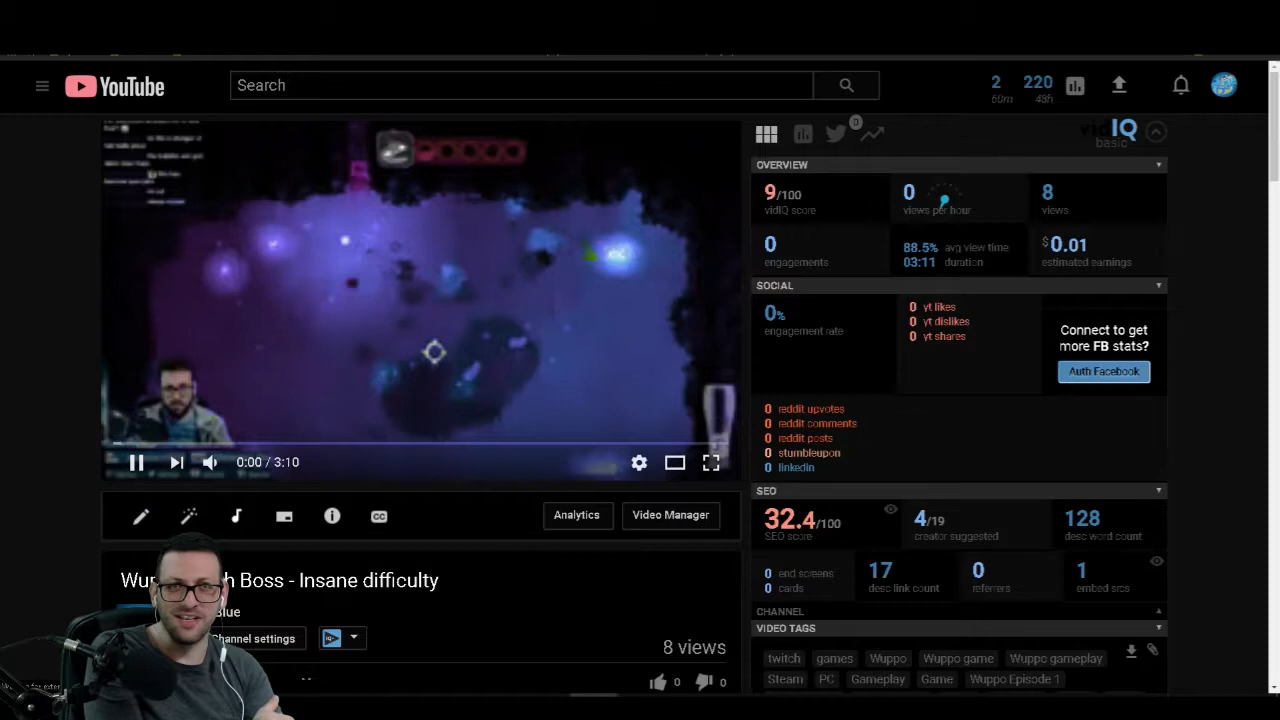 YouTube
Search
2
60m
220
48h
vidIQ
basic
0
OVERVIEW
9/100
vidIQ score
0
views per hour
8
views
0
engagements
88.5% avg view time
03:11 duration
$0.01
estimated earnings
SOCIAL
0%
engagement rate
0 yt likes
0 yt dislikes
0 yt shares
Connect to get
more FB stats?
Auth Facebook
0 reddit upvotes
0 reddit comments
0 reddit posts
0 stumbleupon
0 linkedin
0:00 / 3:10
SEO
32.4/100
SEO score
4/19
creator suggested
128
desc word count
0 end screens
0 cards
17
desc link count
0
referrers
1
embed srcs
CC
Analytics
Video Manager
h Boss - Insane difficulty
Blue
Channel settings
8 views
0
0
CHANNEL
VIDEO TAGS
twitch games Wuppo Wuppo game Wuppo gameplay
Steam PC Gameplay Game Wuppo Episode 1